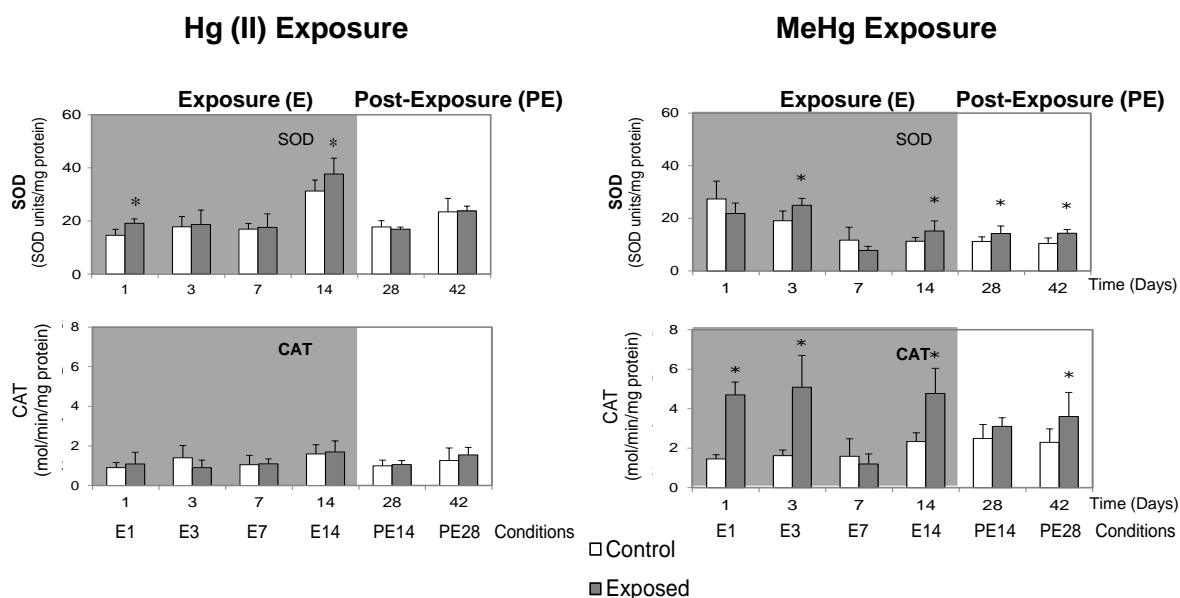 Hg (II) Exposure
MeHg Exposure
Exposure (E)
Post-Exposure (PE)
Exposure (E)
Post-Exposure (PE)
SOD
(SOD units/mg protein)
60
40
20
0
SOD
*
*
1 3 7 14 28 42
SOD
(SOD units/mg protein)
60
40
20
0
SOD
* * * *
1 3 7 14 28 42 Time (Days)
CAT
(mol/min/mg protein)
8
6
4
2
0
CAT
1 3 7 14 28 42
E1 E3 E7 E14 PE14 PE28 Conditions
CAT
(mol/min/mg protein)
8
6
4
2
0
CAT
* * * *
1 3 7 14 28 42 Time (Days)
E1 E3 E7 E14 PE14 PE28 Conditions
Control
Exposed